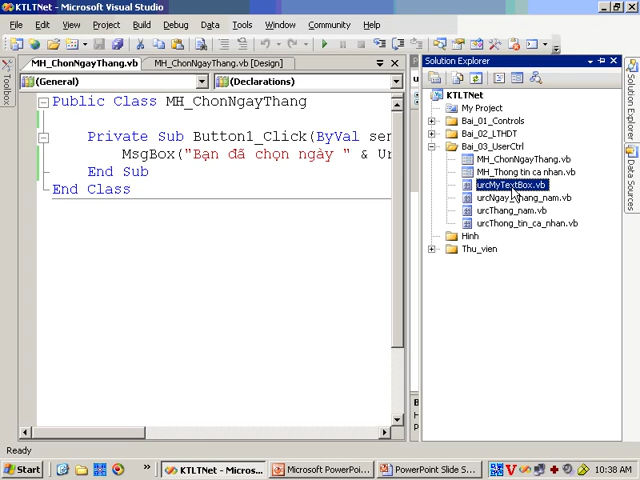 KTLTNet - Microsoft Visual Studio
File Edit View Project Build Debug Data Tools Window Community Help
MH_ChonNgayThang.vb MH_ChonNgayThang.vb [Design]
(General) (Declarations)
Public Class MH_ChonNgayThang
Private Sub Button1_Click(ByVal sen
MsgBox("Bạn đã chọn ngày " & Ur
End Sub
End Class
Toolbox
Solution Explorer
KTLTNet
My Project
Bai_01_Controls
Bai_02_LTHDT
Bai_03_UserCtrl
MH_ChonNgayThang.vb
MH_Thong tin ca nhan.vb
urcMyTextBox.vb
urcThang_nam.vb
urcThong_tin_ca_nhan.vb
Hinh
Thu_vien
Solution Explorer
Data Sources
Ready
Start
KTLTNet - Micros...
Microsoft PowerPoi...
PowerPoint Slide S...
10:38 AM